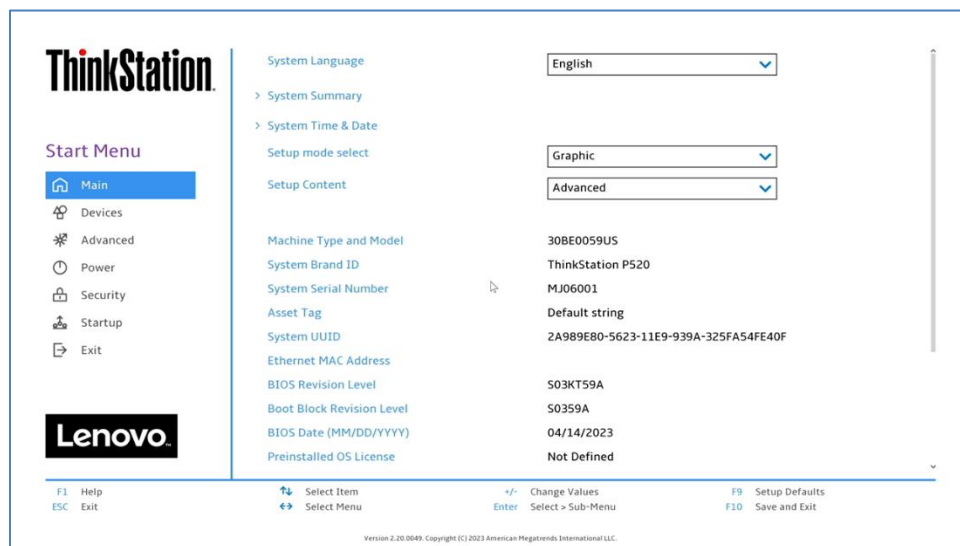 ThinkStation
Start Menu
Main
Devices
Advanced
Power
Security
Startup
Exit
Lenovo
System Language English
> System Summary
> System Time & Date
Setup mode select Graphic
Setup Content Advanced
Machine Type and Model 30BE0059US
System Brand ID ThinkStation P520
System Serial Number MJ06001
Asset Tag Default string
System UUID 2A989E80-5623-11E9-939A-325FA54FE40F
Ethernet MAC Address
BIOS Revision Level S03KT59A
Boot Block Revision Level S0359A
BIOS Date (MM/DD/YYYY) 04/14/2023
Preinstalled OS License Not Defined
F1 Help ↑↓ Select Item +/- Change Values F9 Setup Defaults
ESC Exit ↔ Select Menu Enter Select > Sub-Menu F10 Save and Exit
Version 2.20.0049. Copyright (C) 2023 American Megatrends International LLC.